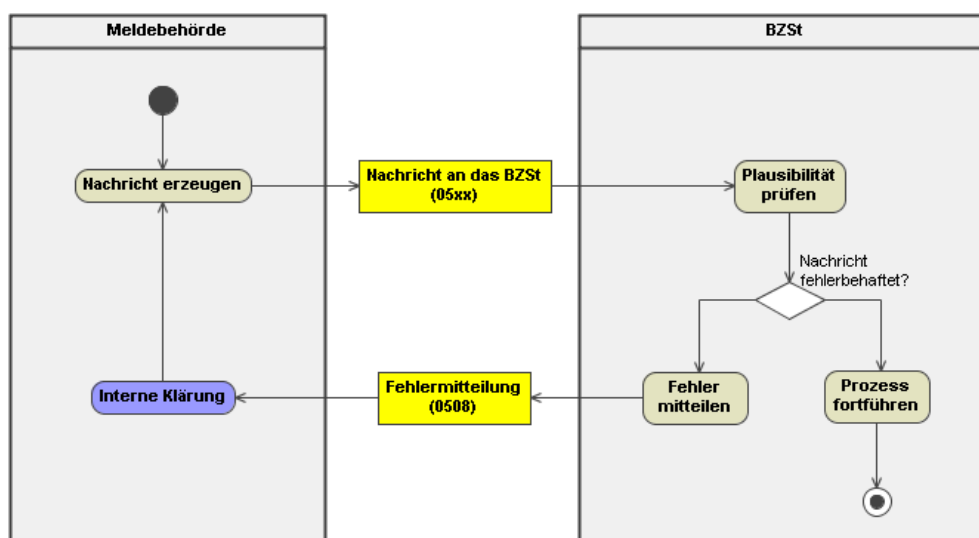 Meldebehörde
BZSt
Nachricht erzeugen
Nachricht an das BZSt
(05xx)
Plausibilität
prüfen
Nachricht
fehlerbehaftet?
Interne Klärung
Fehlermitteilung
(0508)
Fehler
mitteilen
Prozess
fortführen